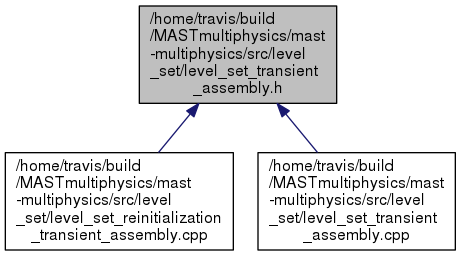 /home/travis/build
/MASTmultiphysics/mast
-multiphysics/src/level
_set/level_set_transient
_assembly.h
/home/travis/build
/MASTmultiphysics/mast
-multiphysics/src/level
_set/level_set_reinitialization
_transient_assembly.cpp
/home/travis/build
/MASTmultiphysics/mast
-multiphysics/src/level
_set/level_set_transient
_assembly.cpp